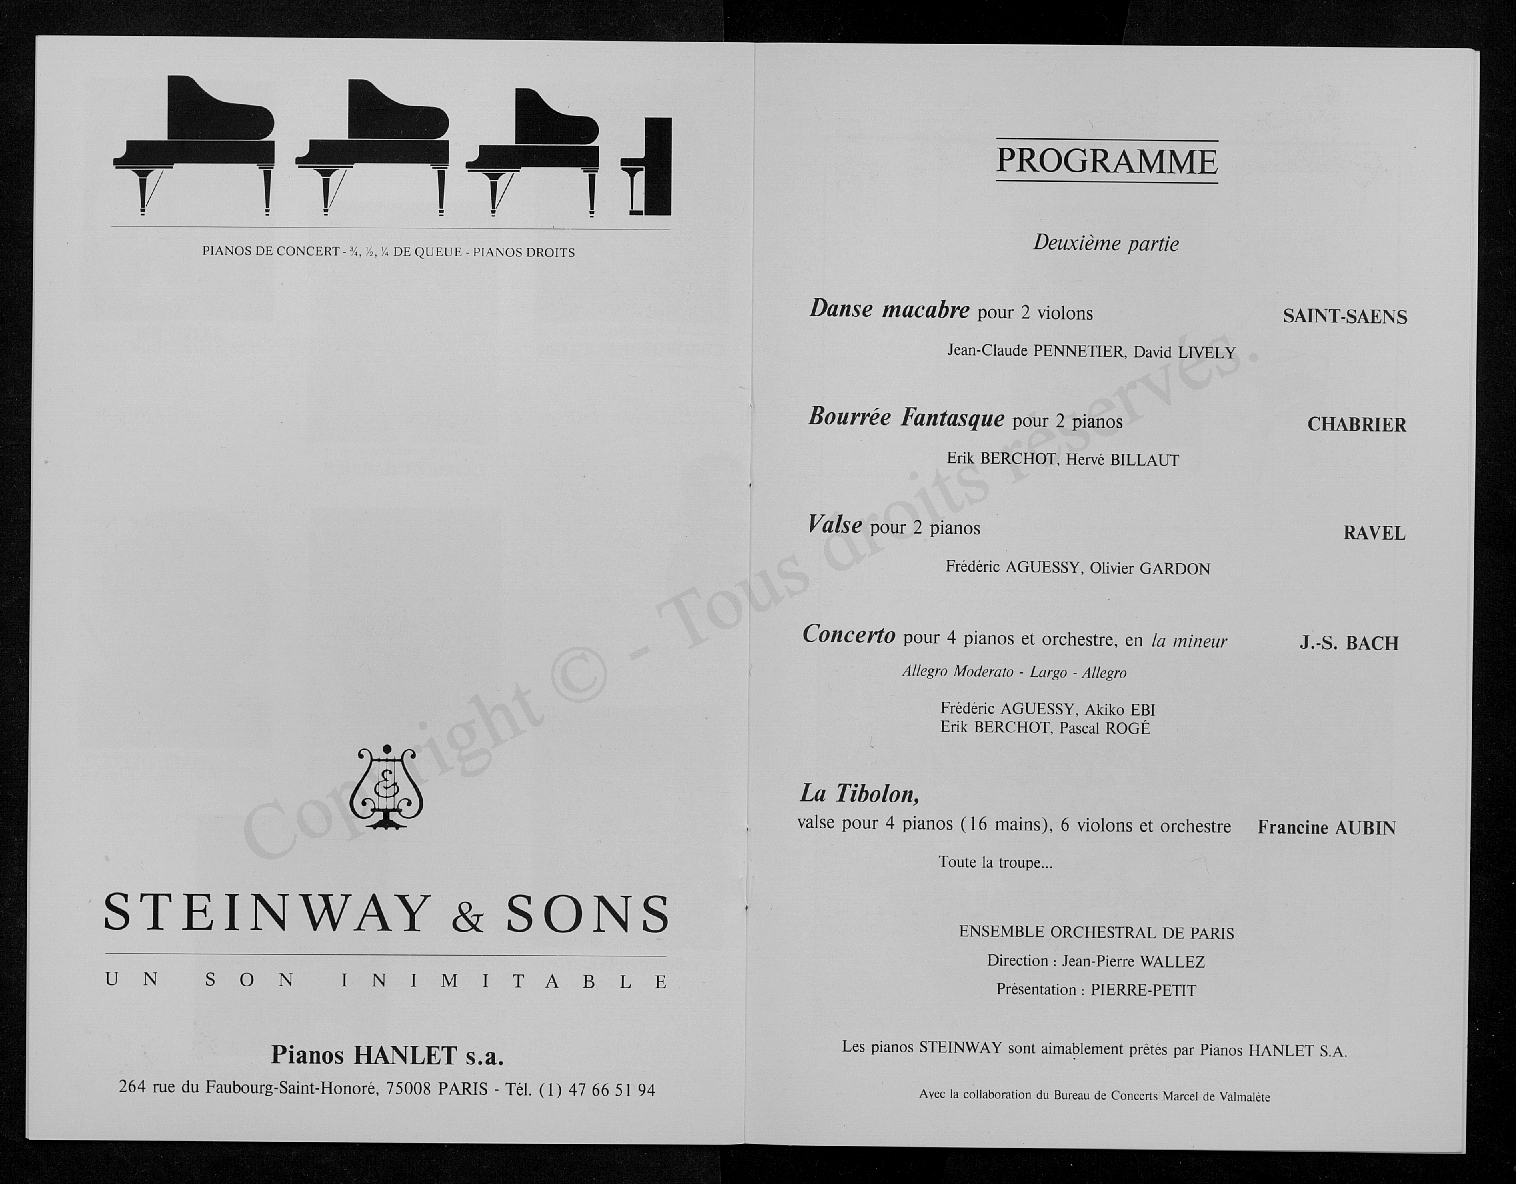 PIANOS DE CONCERT - ¾, ½, ¼ DE QUEUE - PIANOS DROITS
STEINWAY & SONS
UN SON INIMITABLE
Pianos HANLET s.a.
264 rue du Faubourg-Saint-Honoré, 75008 PARIS - Tél. (1) 47 66 51 94
PROGRAMME
Deuxième partie
Danse macabre pour 2 violons SAINT-SAENS
Jean-Claude PENNETIER, David LIVELY
Bourrée Fantasque pour 2 pianos CHABRIER
Erik BERCHOT, Hervé BILLAUT
Valse pour 2 pianos RAVEL
Frédéric AGUESSY, Olivier GARDON
Concerto pour 4 pianos et orchestre, en la mineur J.-S. BACH
Allegro Moderato - Largo - Allegro
Frédéric AGUESSY, Akiko EBI
Erik BERCHOT, Pascal ROGÉ
La Tibolon,
valse pour 4 pianos (16 mains), 6 violons et orchestre Francine AUBIN
Toute la troupe...
ENSEMBLE ORCHESTRAL DE PARIS
Direction : Jean-Pierre WALLEZ
Présentation : PIERRE-PETIT
Les pianos STEINWAY sont aimablement prêtés par Pianos HANLET S.A.
Avec la collaboration du Bureau de Concerts Marcel de Valmalète
Copyright © - Tous droits réservés.